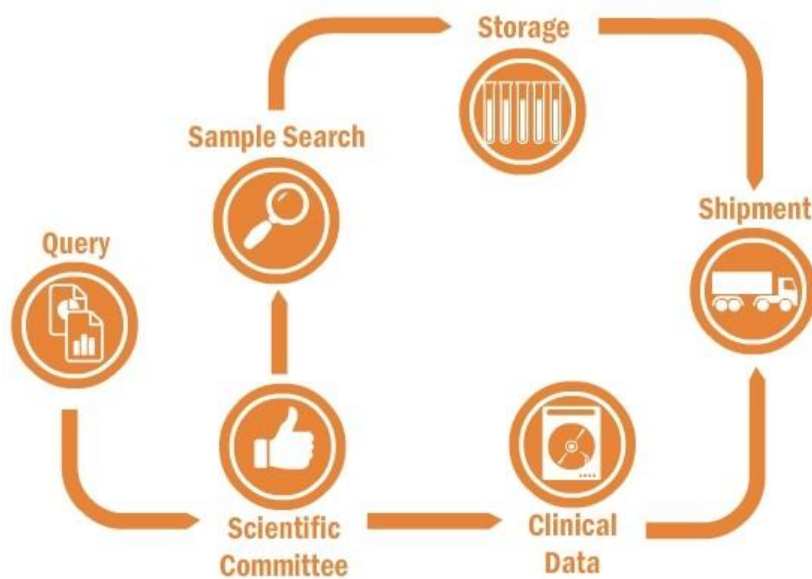 Storage
Sample Search
Shipment
Query
Scientific
Committee
Clinical
Data